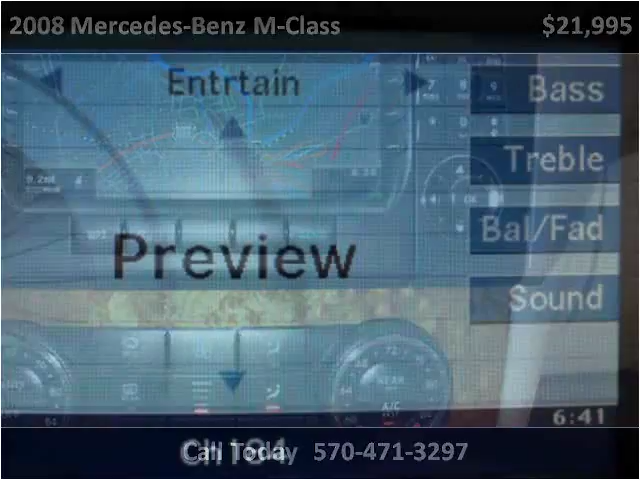 2008 Mercedes-Benz M-Class $21,995
Entrtain
Bass
Treble
Preview
Bal/Fad
Sound
6:41
Ch184
Call Today 570-471-3297